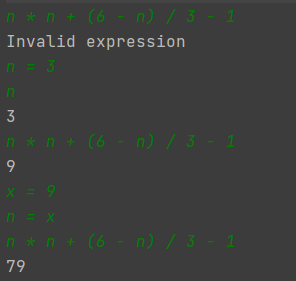 n * n + (6 - n) / 3 - 1
Invalid expression
n = 3
n
3
n * n + (6 - n) / 3 - 1
9
x = 9
n = x
n * n + (6 - n) / 3 - 1
79